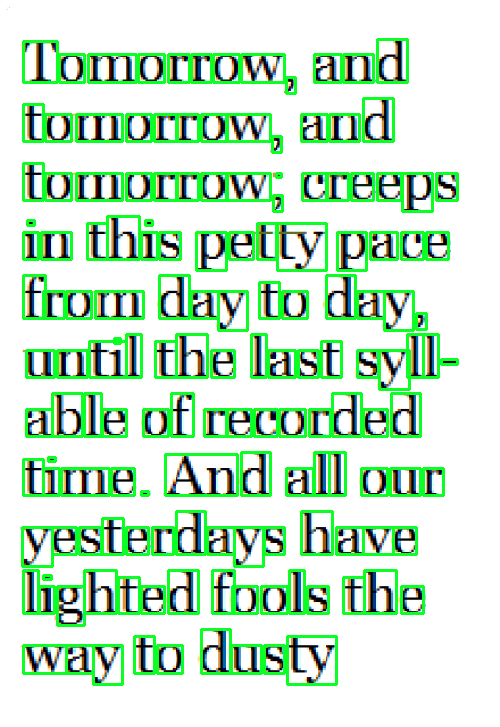 Tomorrow, and
tomorrow, and
tomorrow; creeps
in this petty pace
from day to day,
until the last syll-
able of recorded
time. And all our
yesterdays have
lighted fools the
way to dusty